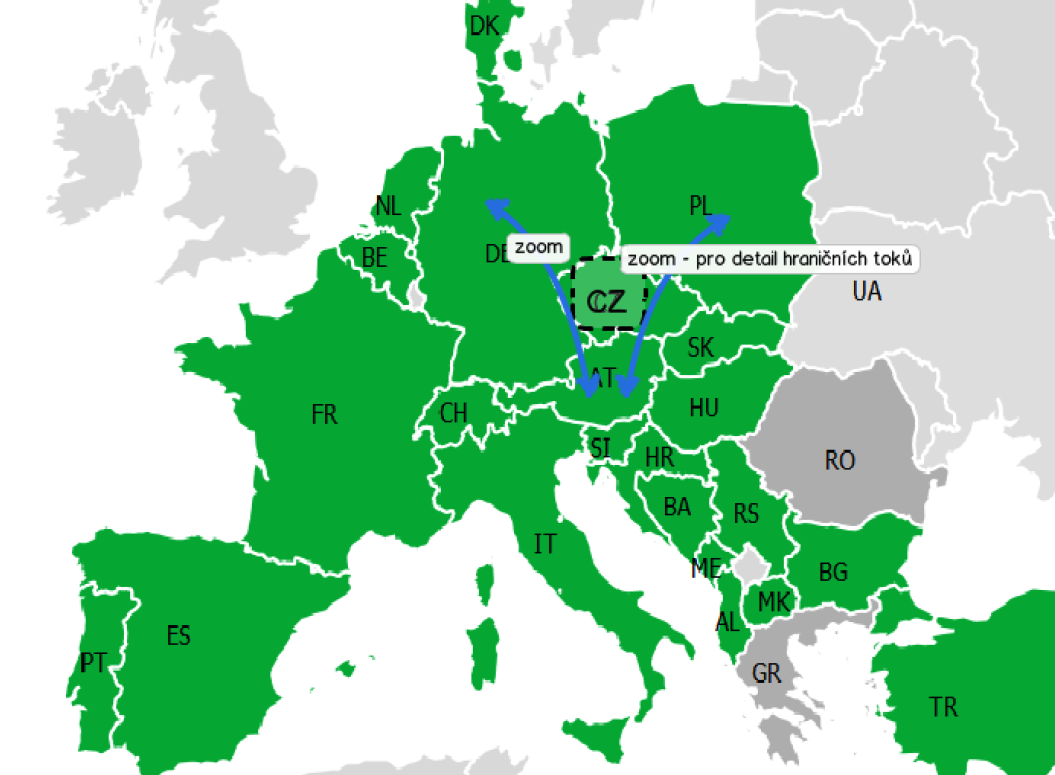 DK
NL
PL
DE
zoom
BE
zoom - pro detail hraničních toků
UA
CZ
SK
AT
FR
CH
HU
SI
HR
RO
BA
RS
IT
ME
BG
MK
AL
ES
PT
GR
TR